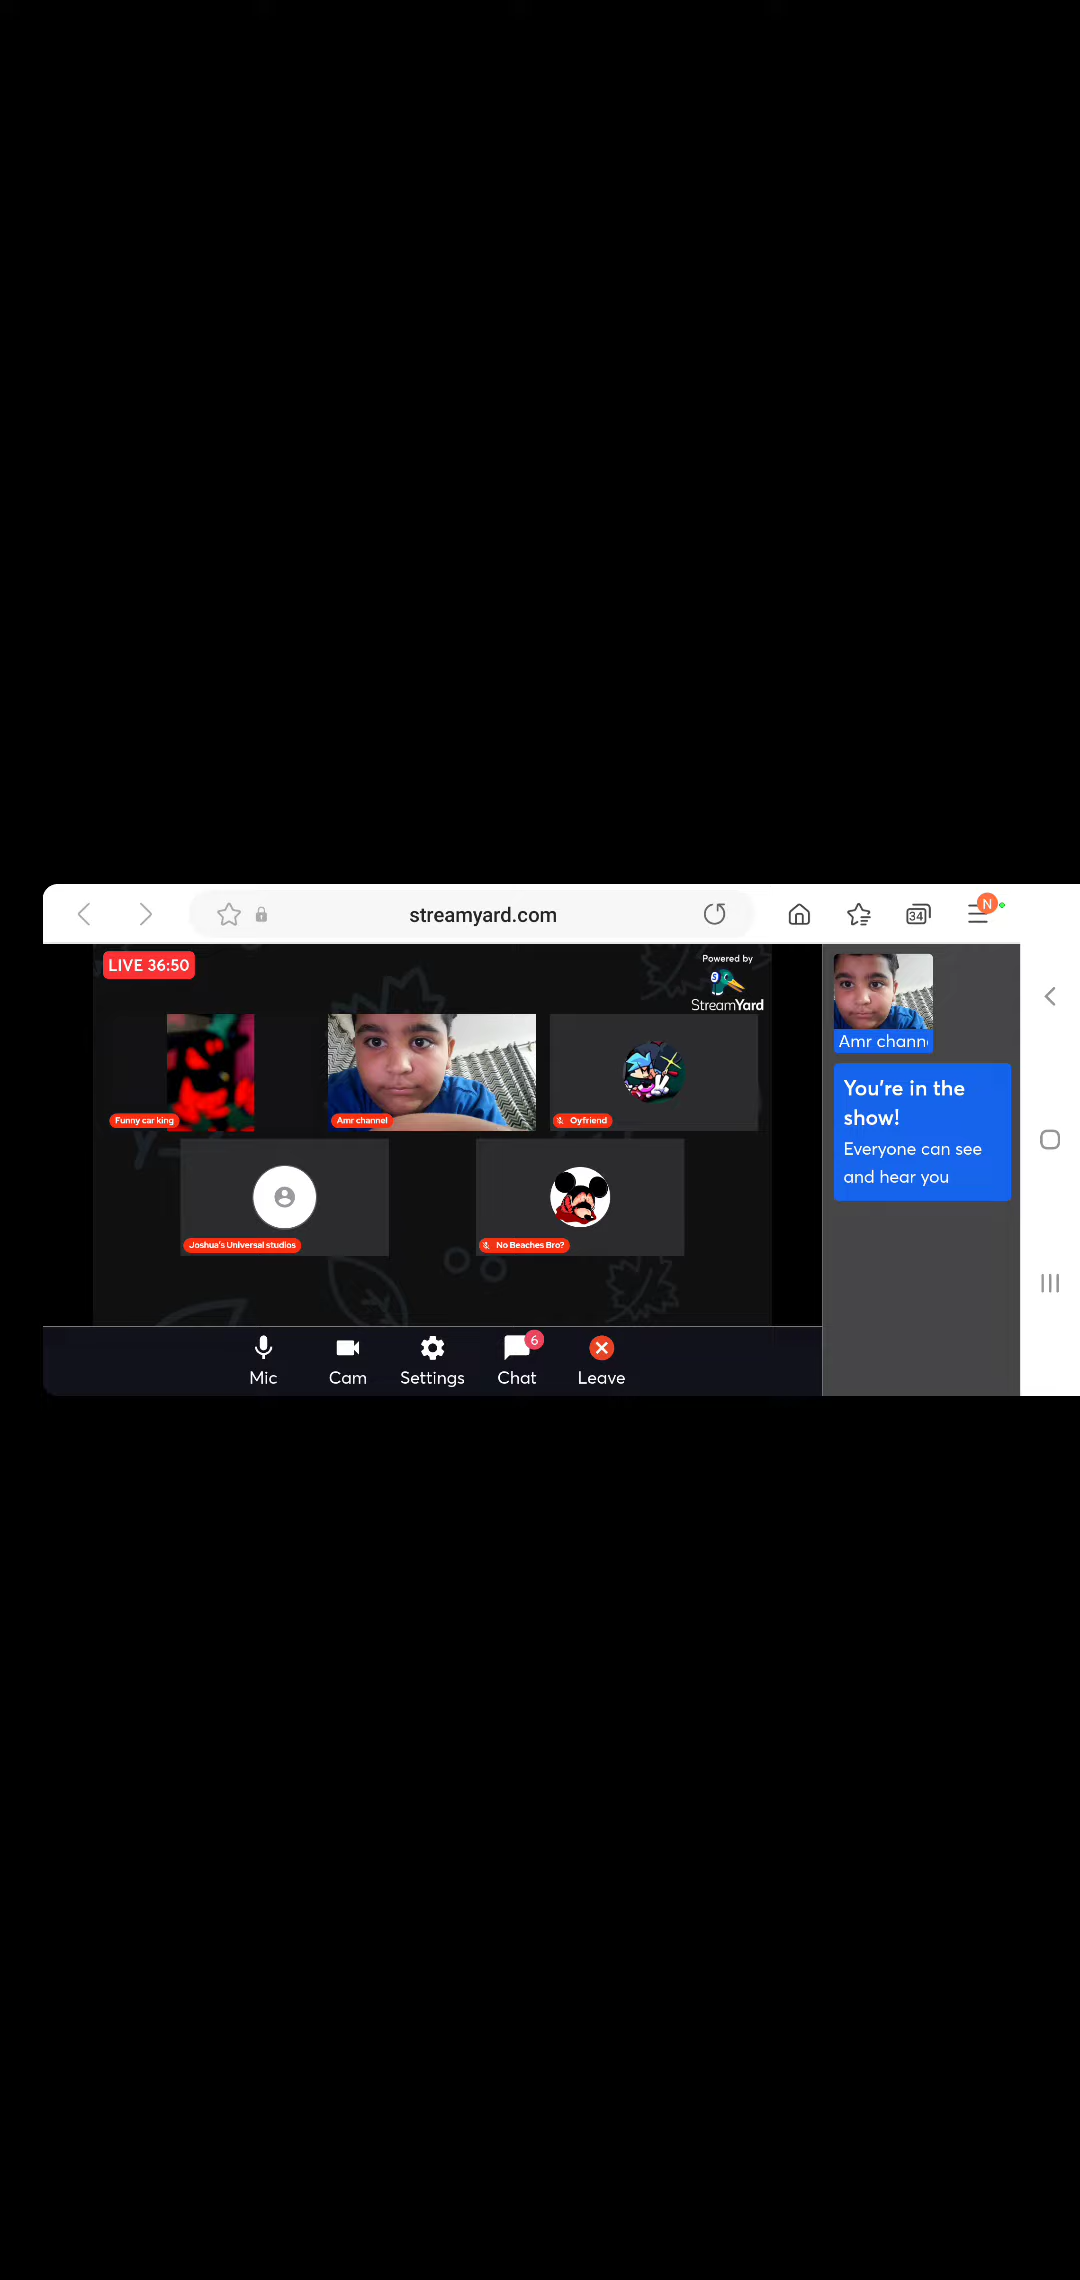 streamyard.com
34
N
LIVE 36:50
Powered by
StreamYard
Funny car king
Amr channel
Oyfriend
Joshua's Universal studios
No Beaches Bro?
Amr chann
You're in the
show!
Everyone can see
and hear you
6
Mic
Cam
Settings
Chat
Leave